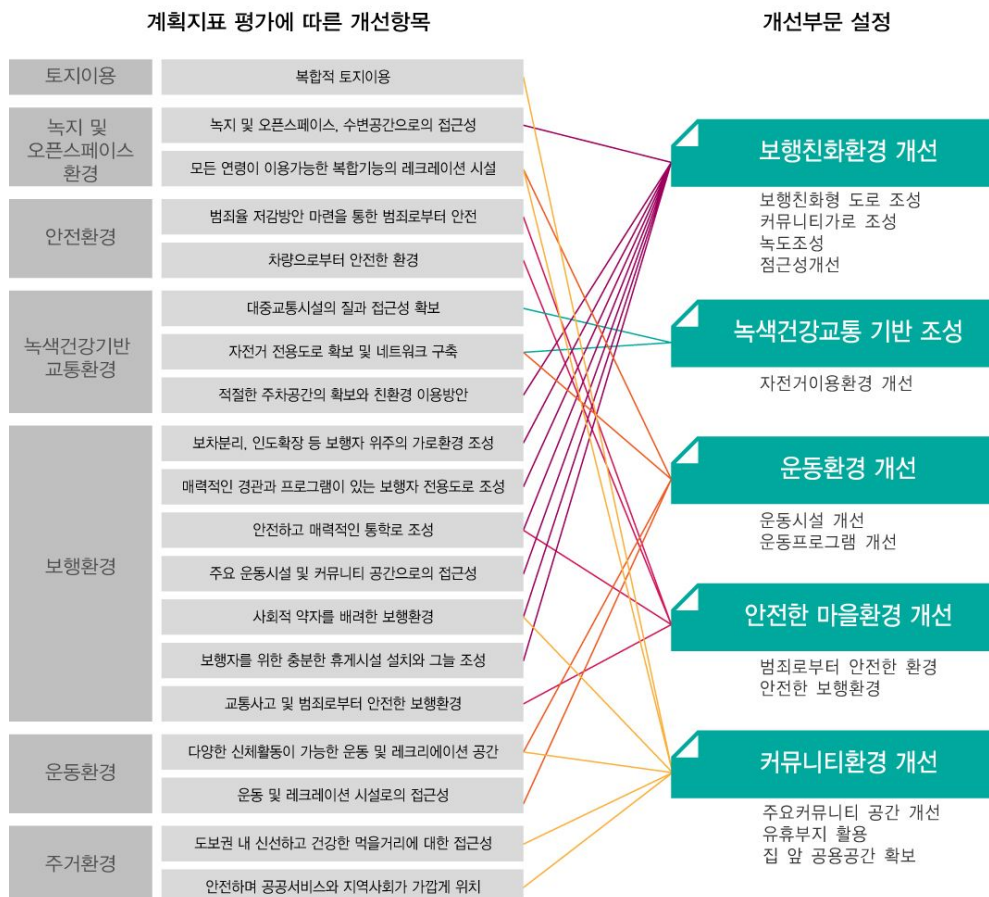 계획지표 평가에 따른 개선항목
개선부문 설정
토지이용
복합적 토지이용
녹지 및
오픈스페이스
환경
녹지 및 오픈스페이스, 수변공간으로의 접근성
모든 연령이 이용가능한 복합기능의 레크레이션 시설
안전환경
범죄율 저감방안 마련을 통한 범죄로부터 안전
차량으로부터 안전한 환경
녹색건강기반
교통환경
대중교통시설의 질과 접근성 확보
자전거 전용도로 확보 및 네트워크 구축
적절한 주차공간의 확보와 친환경 이용방안
보행환경
보차분리, 인도확장 등 보행자 위주의 가로환경 조성
매력적인 경관과 프로그램이 있는 보행자 전용도로 조성
안전하고 매력적인 통학로 조성
주요 운동시설 및 커뮤니티 공간으로의 접근성
사회적 약자를 배려한 보행환경
보행자를 위한 충분한 휴게시설 설치와 그늘 조성
교통사고 및 범죄로부터 안전한 보행환경
운동환경
다양한 신체활동이 가능한 운동 및 레크리에이션 공간
운동 및 레크레이션 시설로의 접근성
주거환경
도보권 내 신선하고 건강한 먹을거리에 대한 접근성
안전하며 공공서비스와 지역사회가 가깝게 위치
보행친화환경 개선
보행친화형 도로 조성
커뮤니티가로 조성
녹도조성
점근성개선
녹색건강교통 기반 조성
자전거이용환경 개선
운동환경 개선
운동시설 개선
운동프로그램 개선
안전한 마을환경 개선
범죄로부터 안전한 환경
안전한 보행환경
커뮤니티환경 개선
주요커뮤니티 공간 개선
유휴부지 활용
집 앞 공용공간 확보